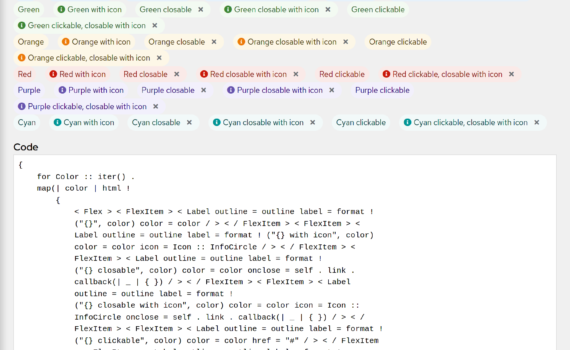 Green Green with icon Green closable × Green closable with icon × Green clickable
Green clickable, closable with icon ×
Orange Orange with icon Orange closable × Orange closable with icon × Orange clickable
Orange clickable, closable with icon ×
Red Red with icon Red closable × Red closable with icon × Red clickable Red clickable, closable with icon ×
Purple Purple with icon Purple closable × Purple closable with icon × Purple clickable
Purple clickable, closable with icon ×
Cyan Cyan with icon Cyan closable × Cyan closable with icon × Cyan clickable Cyan clickable, closable with icon ×
Code
{
for Color :: iter() .
map(| color | html !
{
< Flex > < FlexItem > < Label outline = outline label = format !
("{}", color) color = color / > < / FlexItem > < FlexItem > <
Label outline = outline label = format ! ("{} with icon", color)
color = color icon = Icon :: InfoCircle / > < / FlexItem > <
FlexItem > < Label outline = outline label = format !
("{} closable", color) color = color onclose = self . link .
callback(| _ | { }) / > < / FlexItem > < FlexItem > < Label
outline = outline label = format !
("{} closable with icon", color) color = color icon = Icon ::
InfoCircle onclose = self . link . callback(| _ | { }) / > < /
FlexItem > < FlexItem > < Label outline = outline label = format !
("{} clickable", color) color = color href = "#" / > < / FlexItem